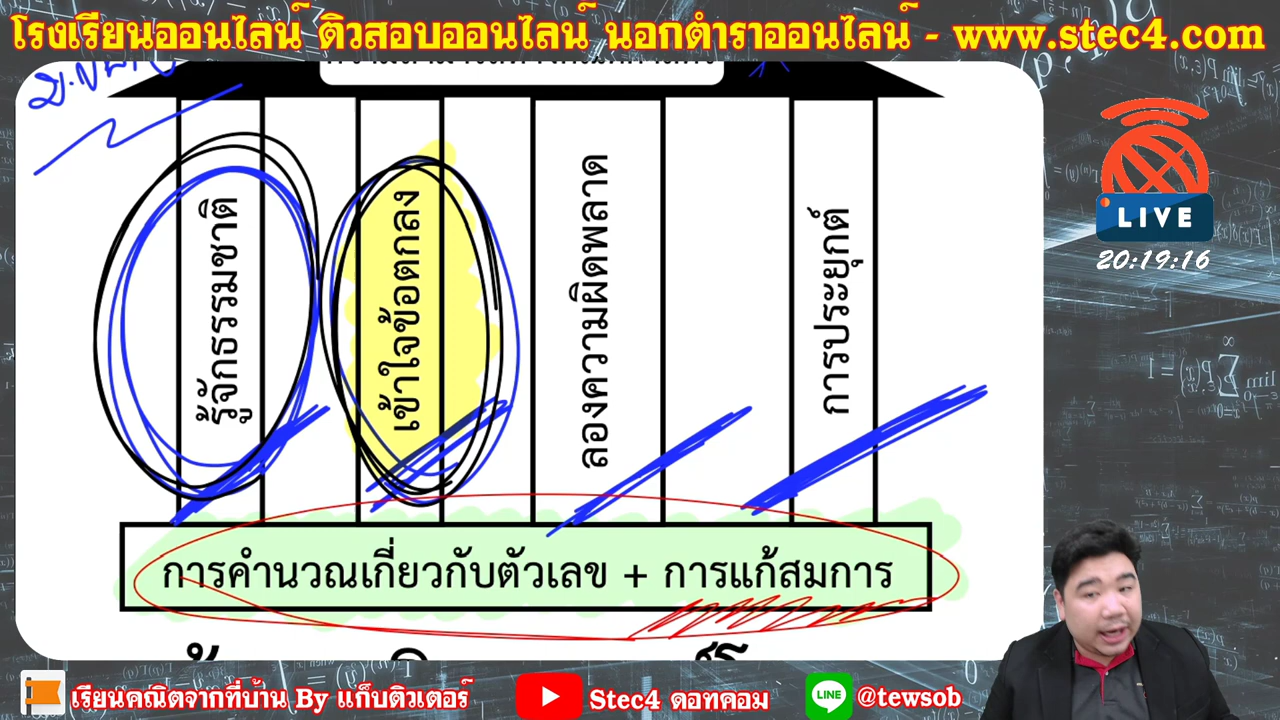 โรงเรียนออนไลน์ ติวสอบออนไลน์ นอกตำราออนไลน์ - www.stec4.com
รู้จักธรรมชาติ
เข้าใจข้อตกลง
ลองความผิดพลาด
การประยุกต์
การคำนวณเกี่ยวกับตัวเลข + การแก้สมการ
LIVE
20:19:16
เรียนคณิตจากที่บ้าน By แก็บติวเตอร์
Stec4 ดอทคอม
LINE
@tewsob